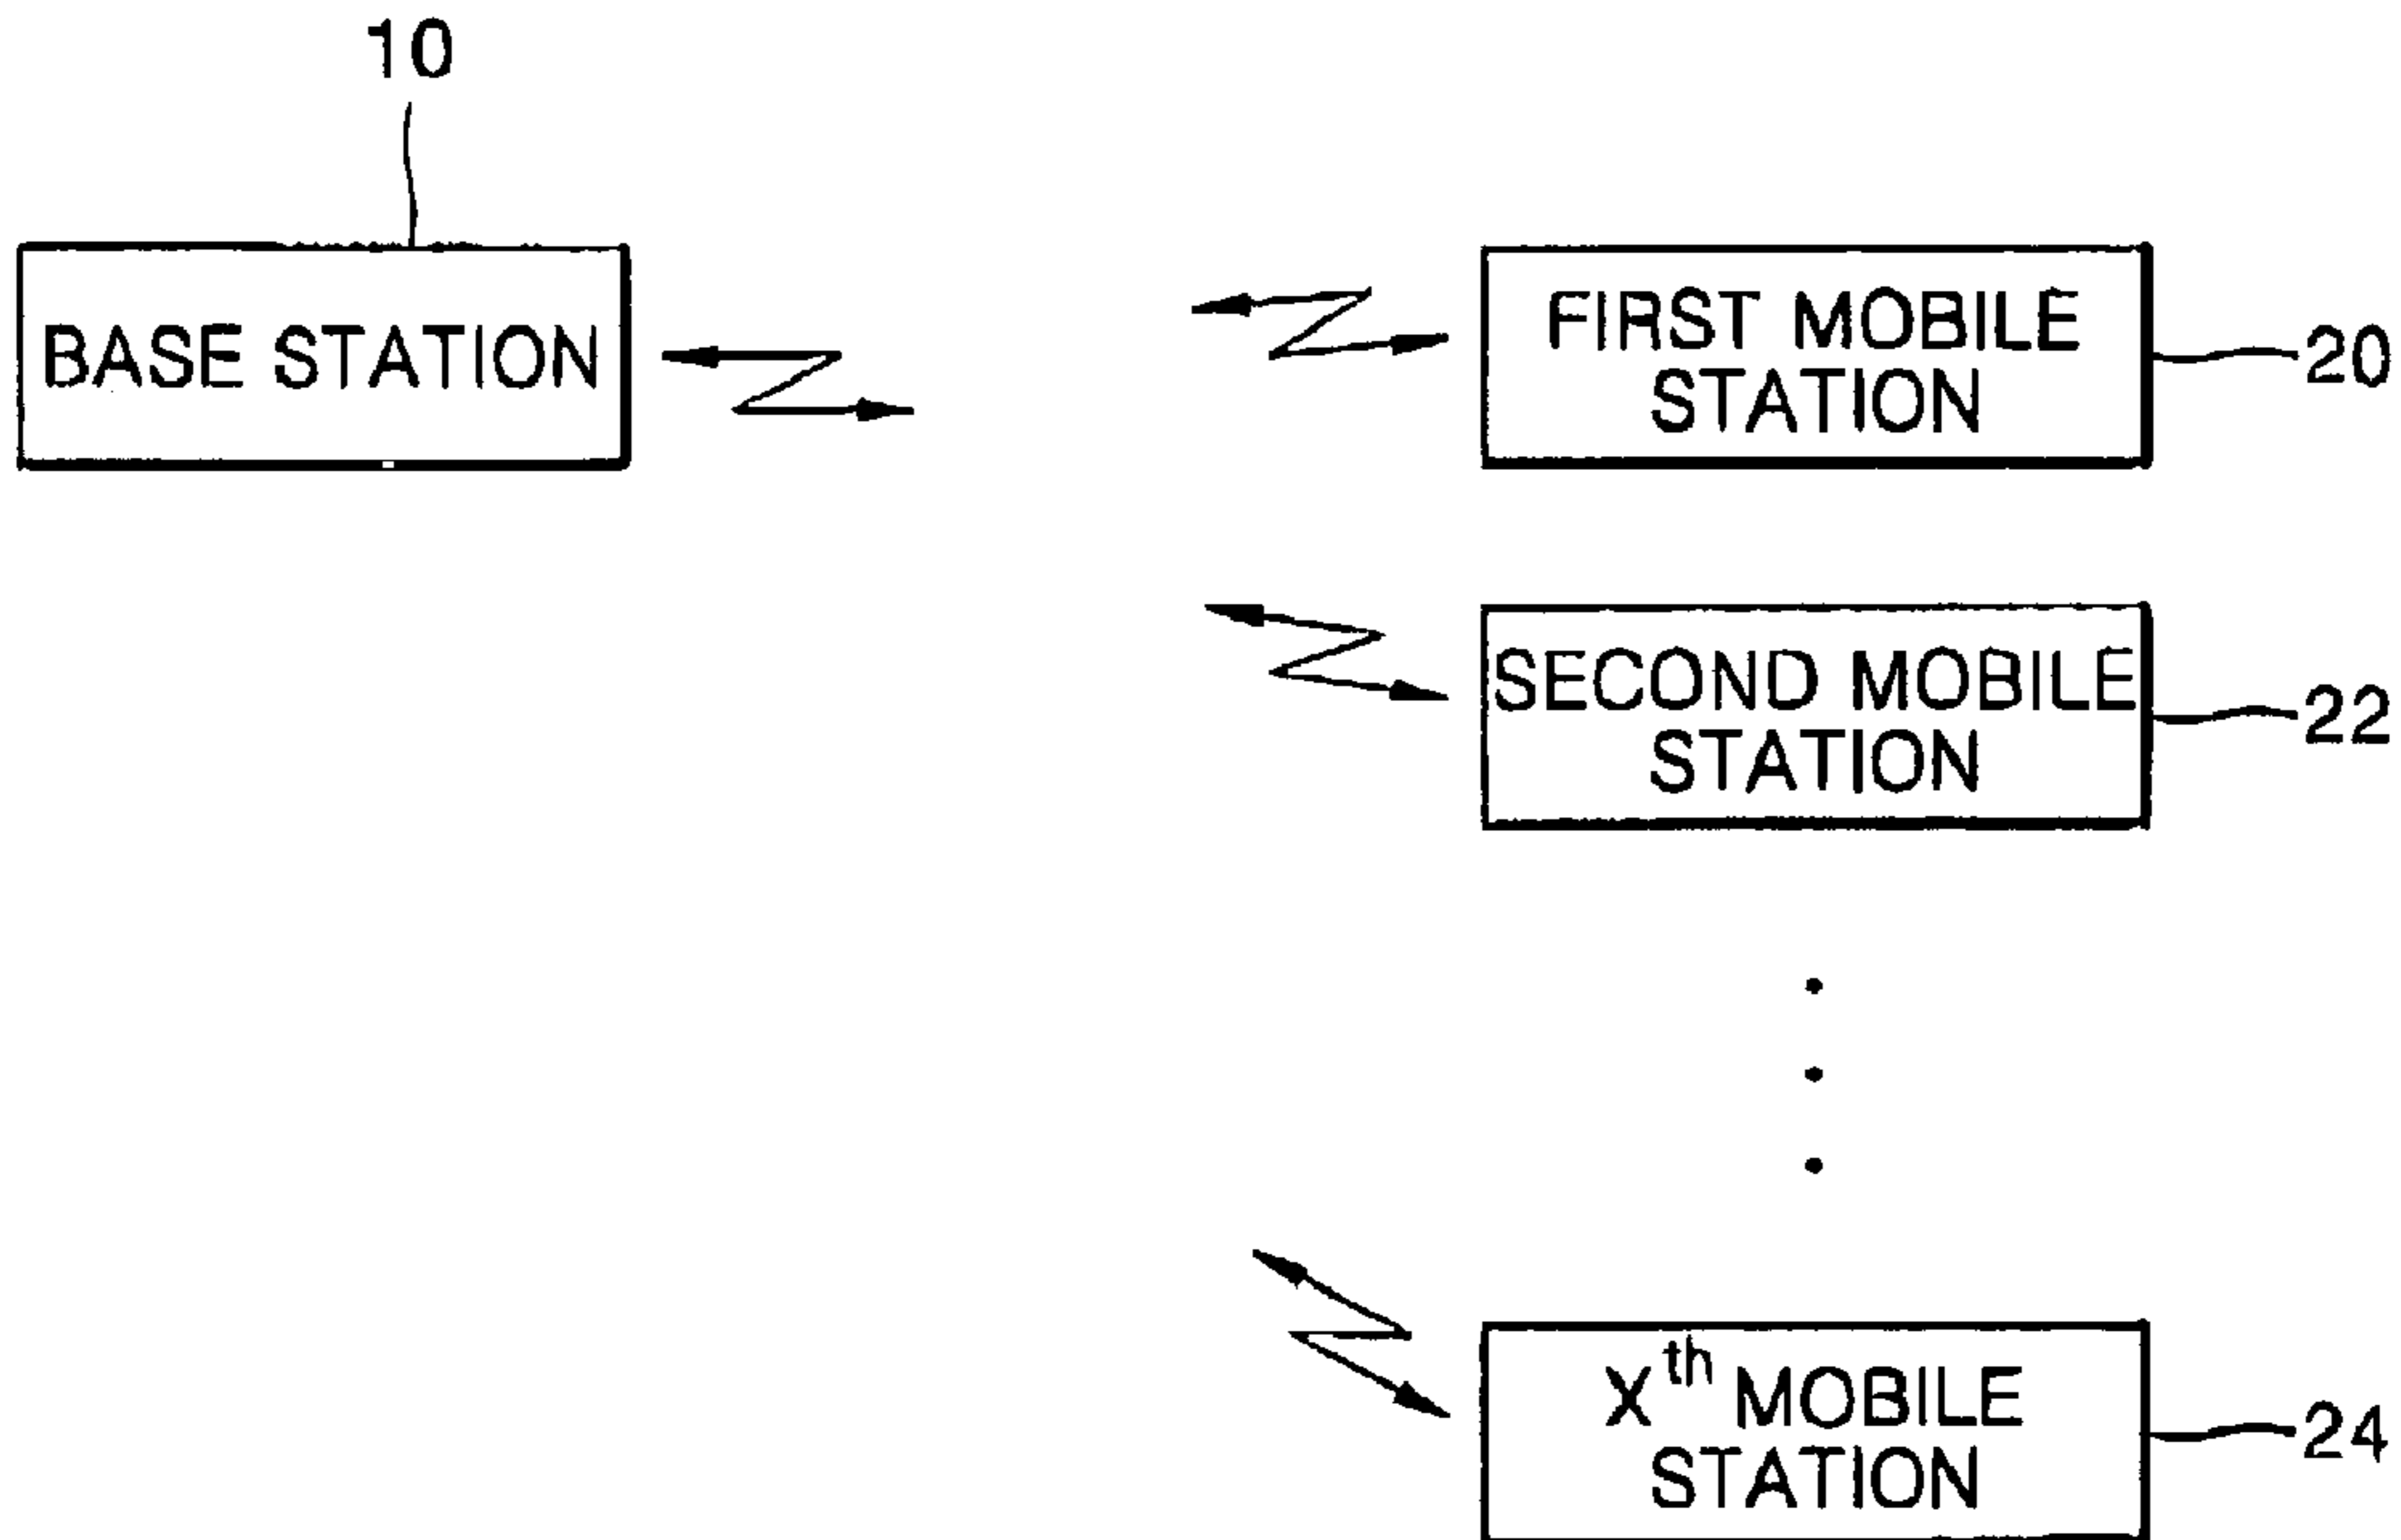 10
BASE STATION
FIRST MOBILE
STATION
20
SECOND MOBILE
STATION
22
Xth MOBILE
STATION
24